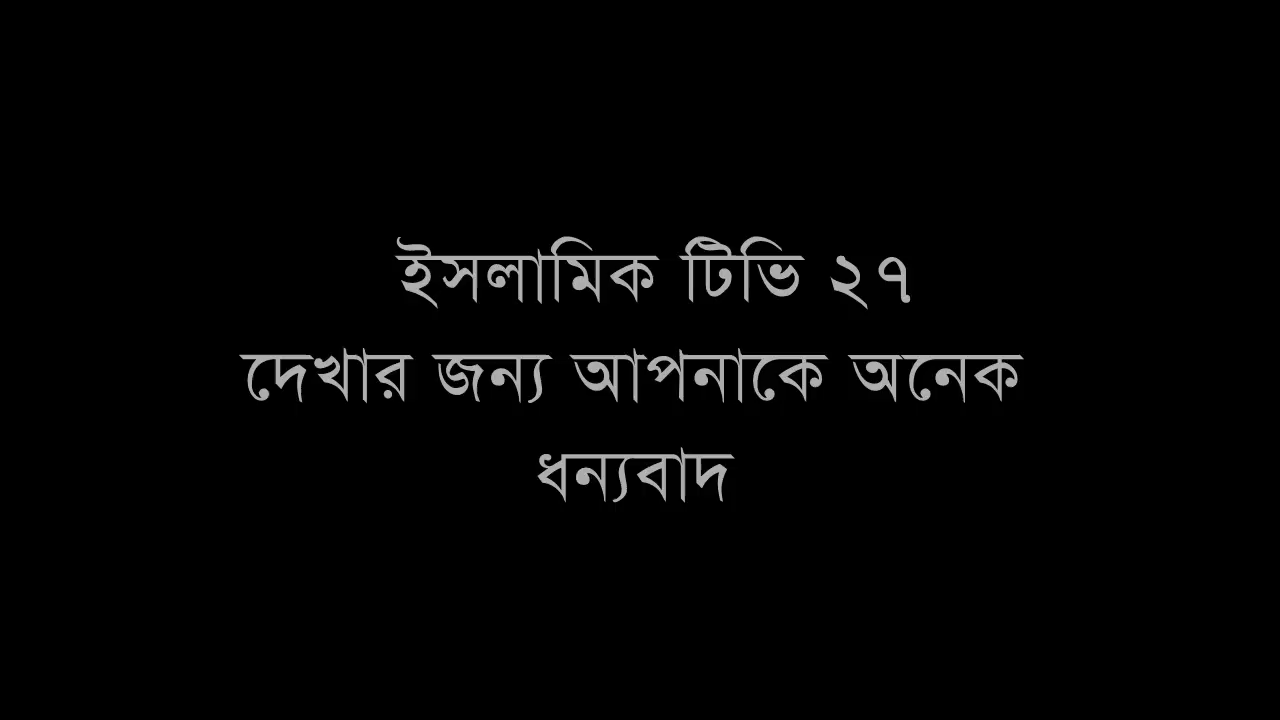 ইসলামিক টিভি ২৭
দেখার জন্য আপনাকে অনেক
ধন্যবাদ